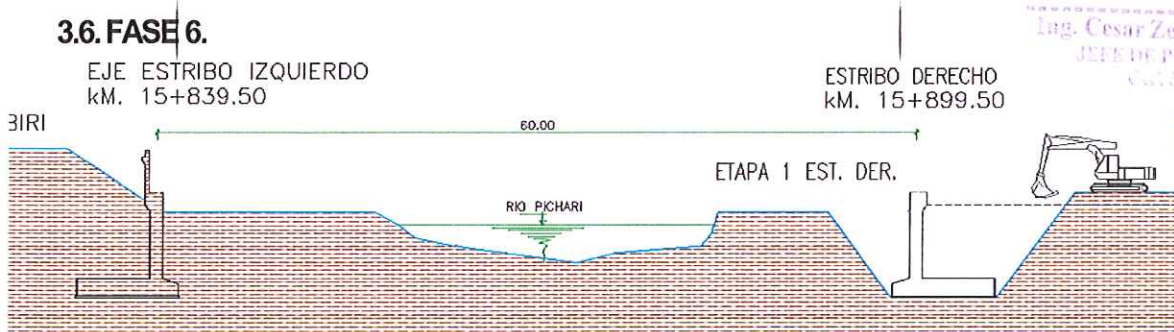 3.6. FASE 6.
Ing. Cesar
EJE ESTRIBO IZQUIERDO
kM. 15+839.50
ESTRIBO DERECHO
kM. 15+899.50
BIRI
60.00
ETAPA 1 EST. DER.
RIO PICHARI